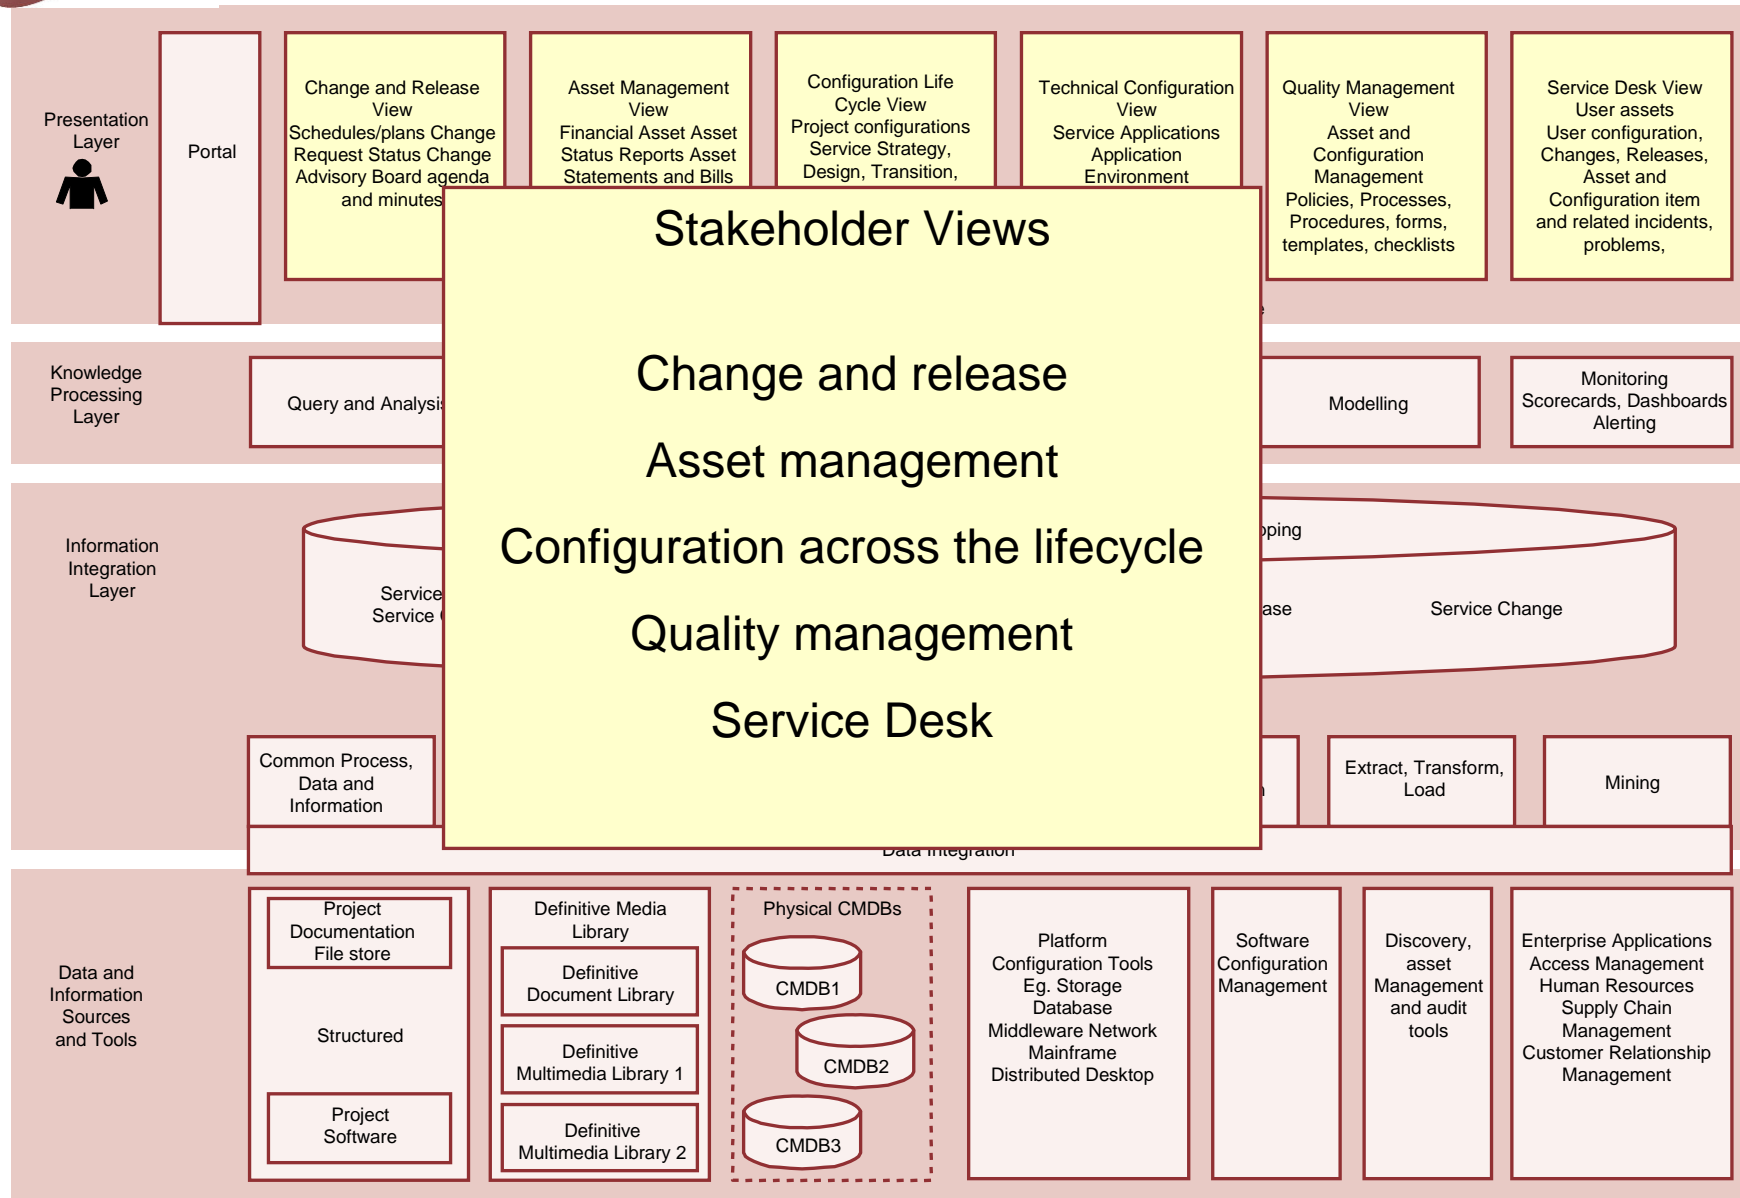 Presentation
Layer
Portal
Change and Release
View
Schedules/plans Change
Request Status Change
Advisory Board agenda
and minutes
Asset Management
View
Financial Asset Asset
Status Reports Asset
Statements and Bills
Configuration Life
Cycle View
Project configurations
Service Strategy,
Design, Transition,
Technical Configuration
View
Service Applications
Application
Environment
Quality Management
View
Asset and
Configuration
Management
Policies, Processes,
Procedures, forms,
templates, checklists
Service Desk View
User assets
User configuration,
Changes, Releases,
Asset and
Configuration item
and related incidents,
problems,
Stakeholder Views
Change and release
Asset management
Configuration across the lifecycle
Quality management
Service Desk
Knowledge
Processing
Layer
Query and Analysis
Modelling
Monitoring
Scorecards, Dashboards
Alerting
Information
Integration
Layer
Service
Service
Service Change
Common Process,
Data and
Information
Extract, Transform,
Load
Mining
Data Integration
Data and
Information
Sources
and Tools
Project
Documentation
File store
Structured
Project
Software
Definitive Media
Library
Definitive
Document Library
Definitive
Multimedia Library 1
Definitive
Multimedia Library 2
Physical CMDBs
CMDB1
CMDB2
CMDB3
Platform
Configuration Tools
Eg. Storage
Database
Middleware Network
Mainframe
Distributed Desktop
Software
Configuration
Management
Discovery,
asset
Management
and audit
tools
Enterprise Applications
Access Management
Human Resources
Supply Chain
Management
Customer Relationship
Management